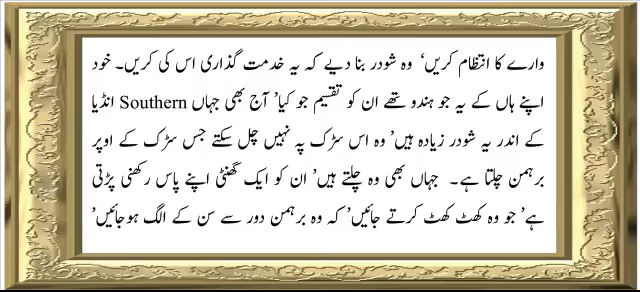 وارے کا انتظام کریں‘ وہ شودر بنا دیے کہ یہ خدمت گذاری اس کی کریں۔ خود
اپنے ہاں کے یہ جو ہندو تھے ان کو تقسیم جو کیا’ آج بھی جہاں Southern انڈیا
کے اندر یہ شودر زیادہ ہیں’ وہ اس سڑک پہ نہیں چل سکتے جس سڑک کے اوپر
برہمن چلتا ہے۔ جہاں بھی وہ چلتے ہیں’ ان کو ایک گھنٹی اپنے پاس رکھنی پڑتی
ہے’ جو وہ کھٹ کھٹ کرتے جائیں’ کہ وہ برہمن دور سے سن کے الگ ہوجائیں’